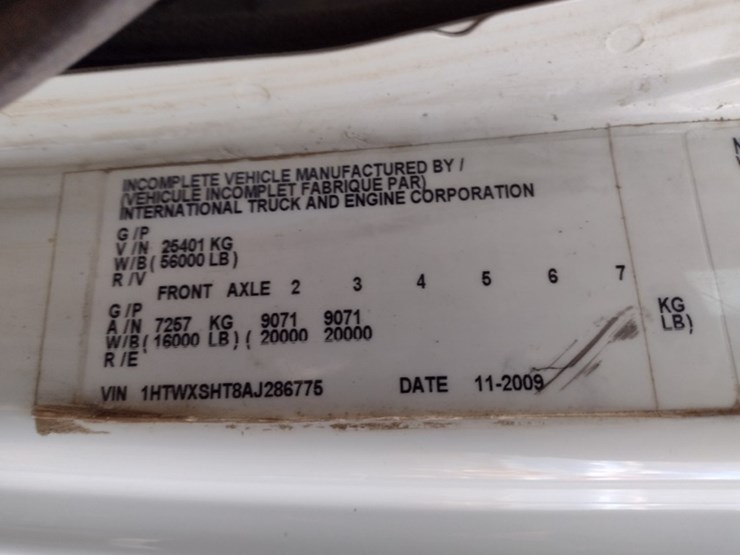 INCOMPLETE VEHICLE MANUFACTURED BY /
(VEHICULE INCOMPLET FABRIQUE PAR)
INTERNATIONAL TRUCK AND ENGINE CORPORATION
G /P
V /N 25401 KG
W/B ( 56000 LB )
R /V
FRONT AXLE 2 3 4 5 6 7
G /P
A /N 7257 KG 9071 9071 KG
W/B ( 16000 LB ) ( 20000 20000 LB)
R /E
VIN 1HTWXSHT8AJ286775 DATE 11-2009